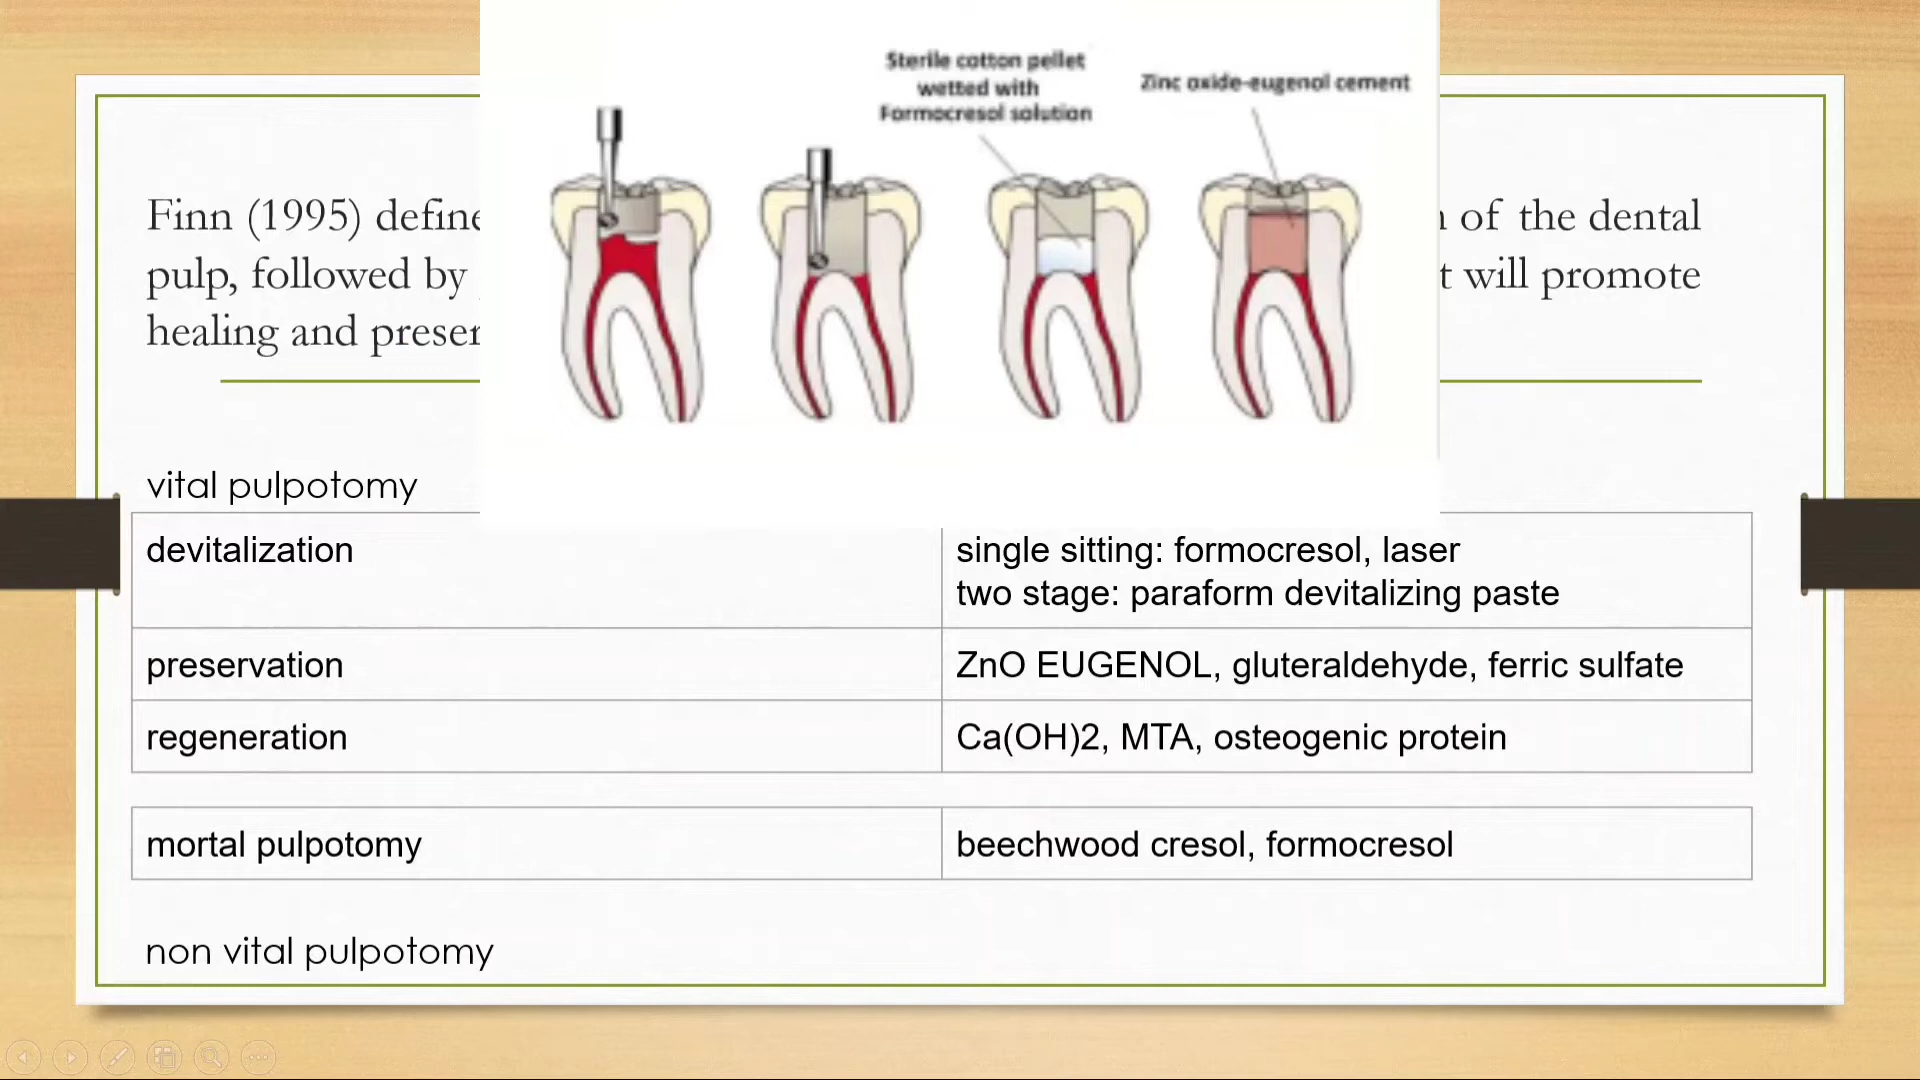 Sterile cotton pellet
wetted with
Formocresol solution
Zinc oxide-eugenol cement
Finn (1995) of the dental
pulp, followed by will promote
healing and
vital pulpotomy
devitalization
single sitting: formocresol, laser
two stage: paraform devitalizing paste
preservation
ZnO EUGENOL, gluteraldehyde, ferric sulfate
regeneration
Ca(OH)2, MTA, osteogenic protein
mortal pulpotomy
beechwood cresol, formocresol
non vital pulpotomy